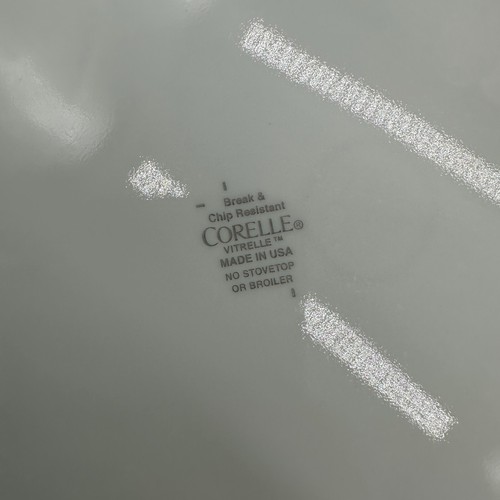 Break &
Chip Resistant
CORELLE®
VITRELLE™
MADE IN USA
NO STOVETOP
OR BROILER